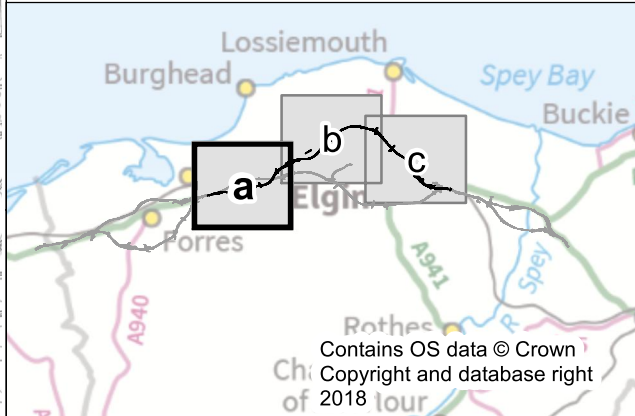 Lossiemouth
Burghead
Spey Bay
Buckie
b
c
a
Elgin
Forres
A941
Spey
R
A940
Rothes
Contains OS data © Crown
Copyright and database right
2018